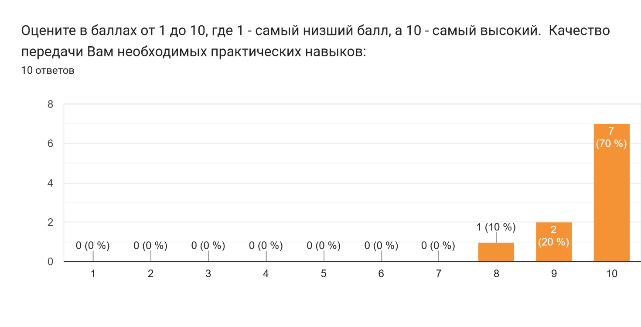 Оцените в баллах от 1 до 10, где 1 - самый низший балл, а 10 - самый высокий.  Качество
передачи Вам необходимых практических навыков:
10 ответов
8
6
4
2
0
0 (0 %)
0 (0 %)
0 (0 %)
0 (0 %)
0 (0 %)
0 (0 %)
0 (0 %)
1 (10 %)
2
(20 %)
7
(70 %)
1
2
3
4
5
6
7
8
9
10